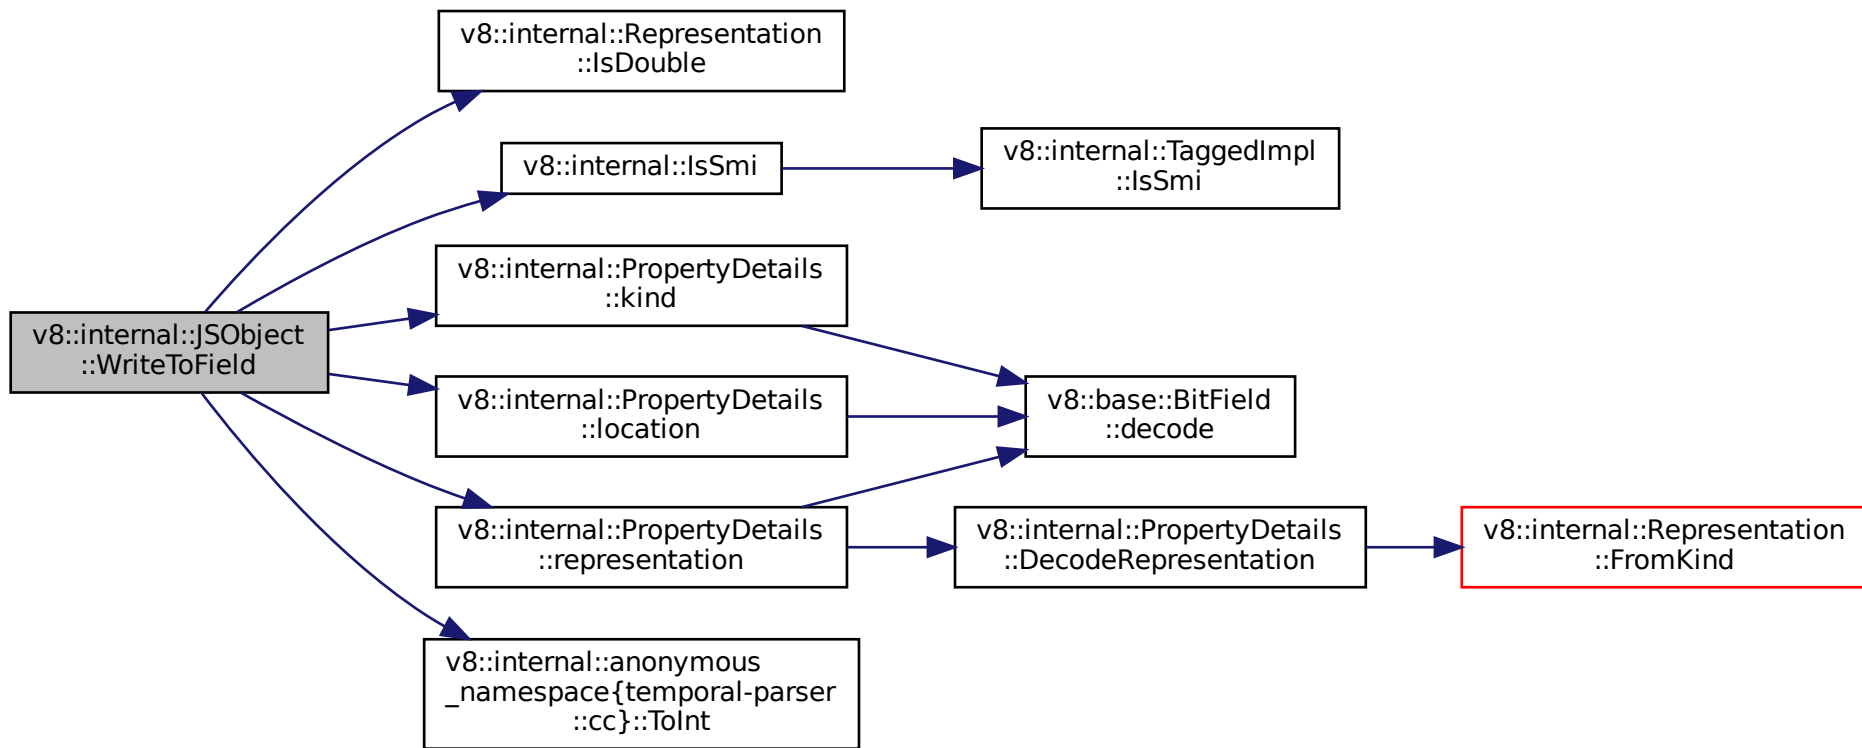 v8::internal::Representation
::IsDouble
v8::internal::IsSmi
v8::internal::TaggedImpl
::IsSmi
v8::internal::PropertyDetails
::kind
v8::internal::JSObject
::WriteToField
v8::internal::PropertyDetails
::location
v8::base::BitField
::decode
v8::internal::PropertyDetails
::representation
v8::internal::PropertyDetails
::DecodeRepresentation
v8::internal::Representation
::FromKind
v8::internal::anonymous
_namespace{temporal-parser
::cc}::ToInt